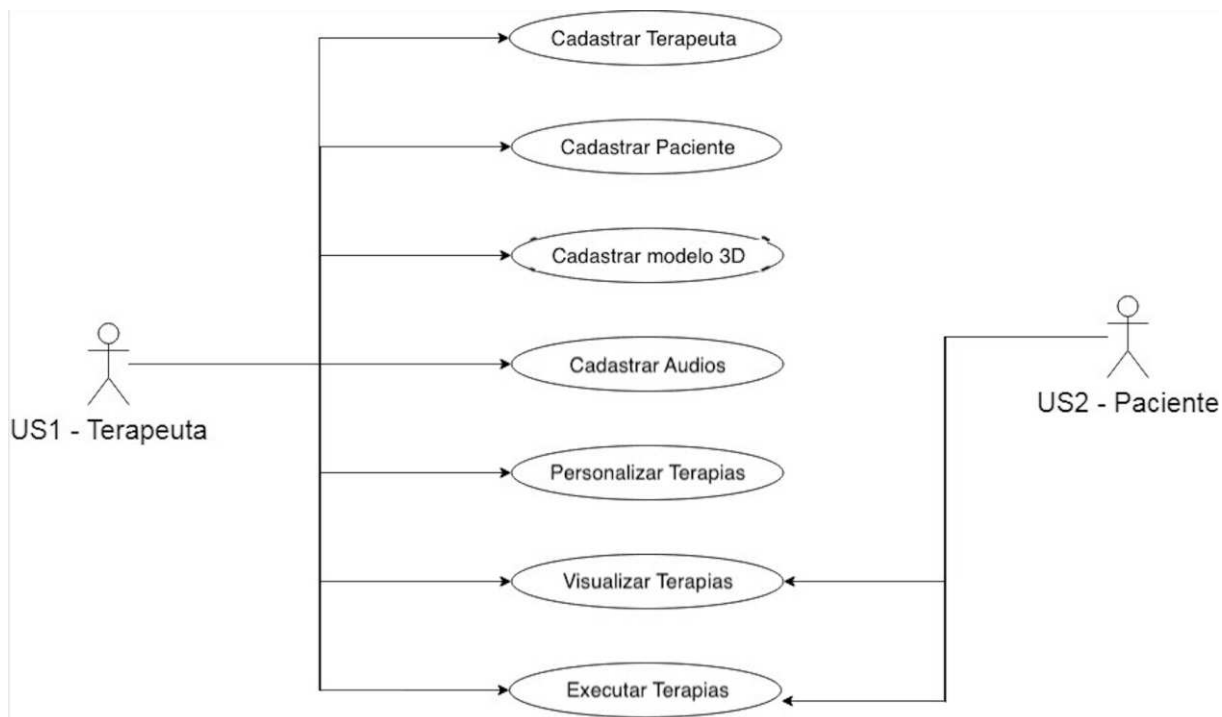 Cadastrar Terapeuta
Cadastrar Paciente
Cadastrar modelo 3D
Cadastrar Audios
US1 - Terapeuta
US2 - Paciente
Personalizar Terapias
Visualizar Terapias
Executar Terapias